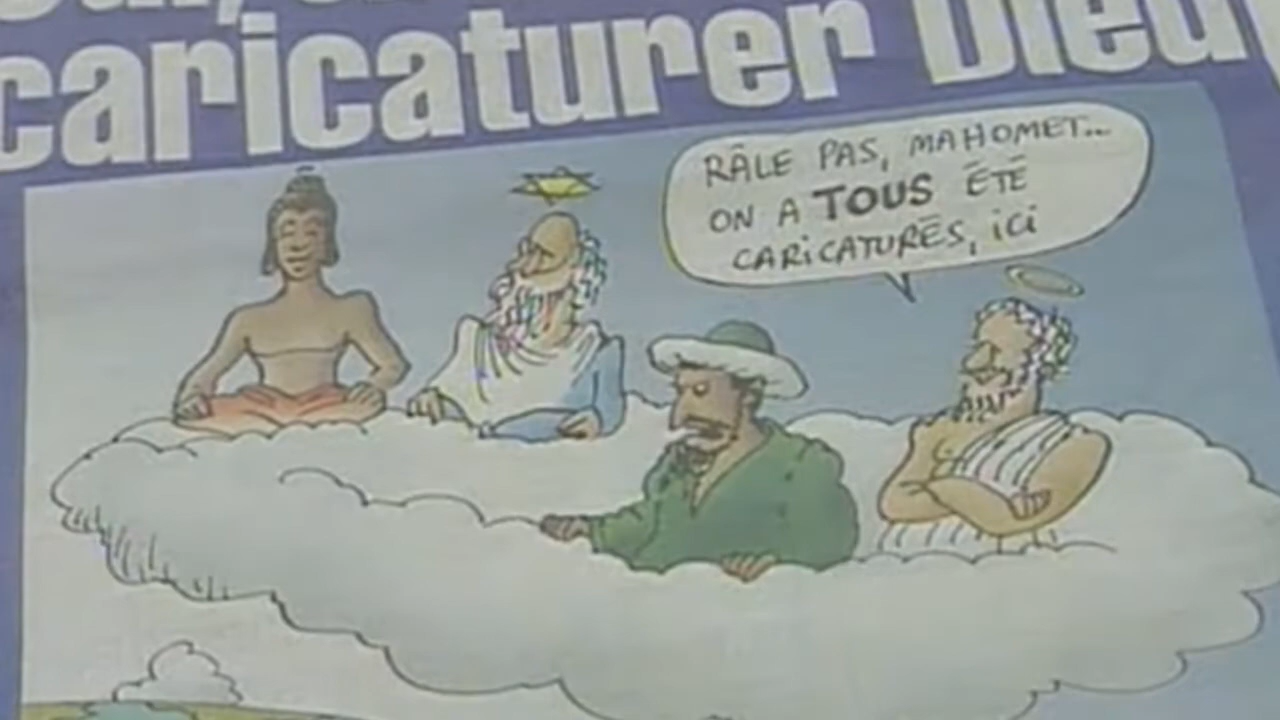 caricaturer Dieu
RÂLE PAS, MAHOMET...
ON A TOUS ÉTÉ
CARICATURÉS, ici